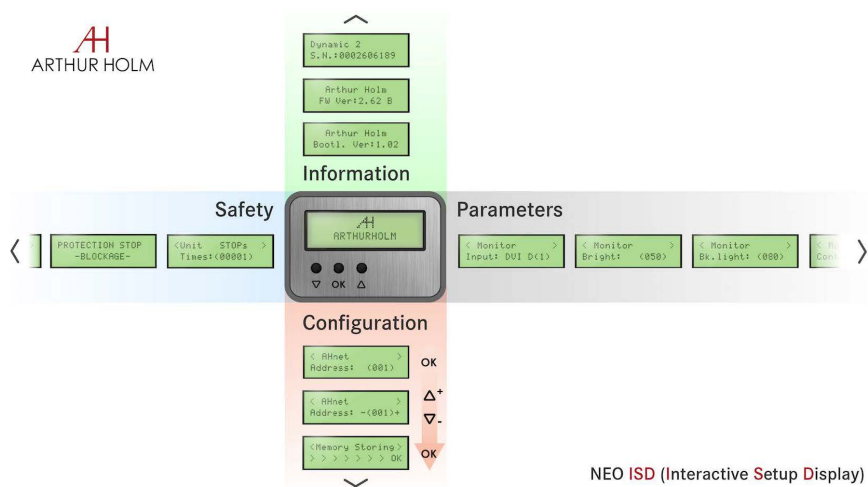 AH
ARTHUR HOLM
Dynamic 2
S.N.:0002606189
Arthur Holm
FW Ver:2.62 B
Arthur Holm
Bootl. Ver:1.02
Information
Safety
Parameters
PROTECTION STOP
-BLOCKAGE-
<Unit STOPs >
Times:(00001)
AH
ARTHURHOLM
▽ OK △
< Monitor >
Input: DVI D(1)
< Monitor >
Bright: (050)
< Monitor >
Bk.light: (080)
Configuration
< AHnet >
Address: (001)
OK
< AHnet >
Address: -(001)+
△+
▽-
<Memory Storing>
> > > > > > > OK
OK
NEO ISD (Interactive Setup Display)